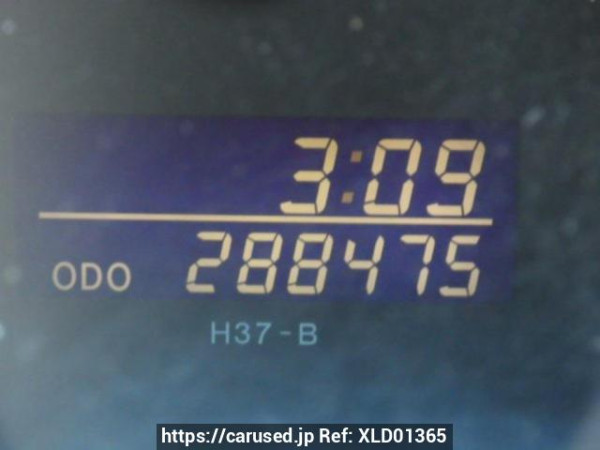 3:09
ODO 288475
H37-B
https://carused.jp Ref: XLD01365